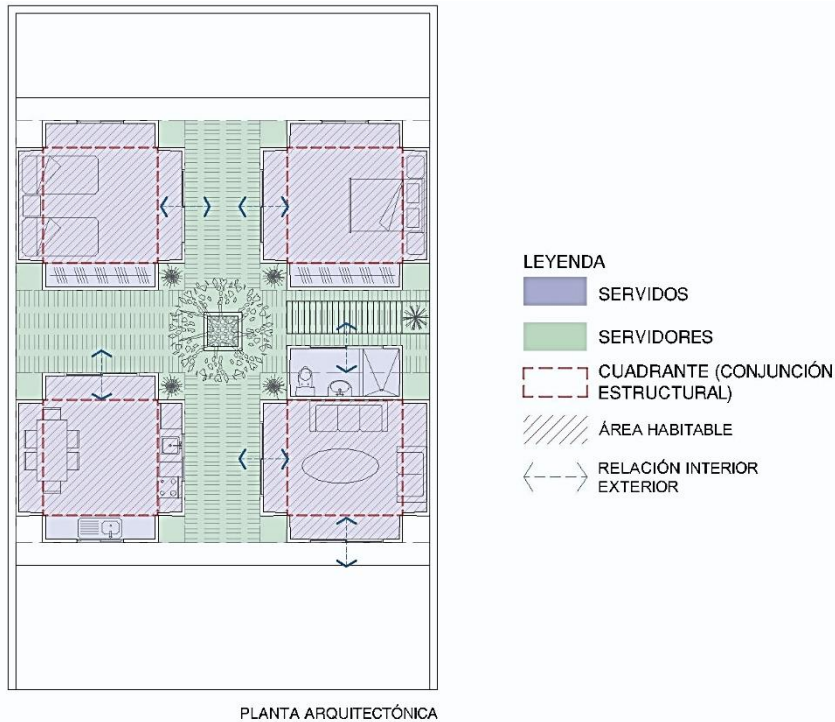 LEYENDA
SERVIDOS
SERVIDORES
CUADRANTE (CONJUNCIÓN
ESTRUCTURAL)
ÁREA HABITABLE
RELACIÓN INTERIOR
EXTERIOR
PLANTA ARQUITECTÓNICA